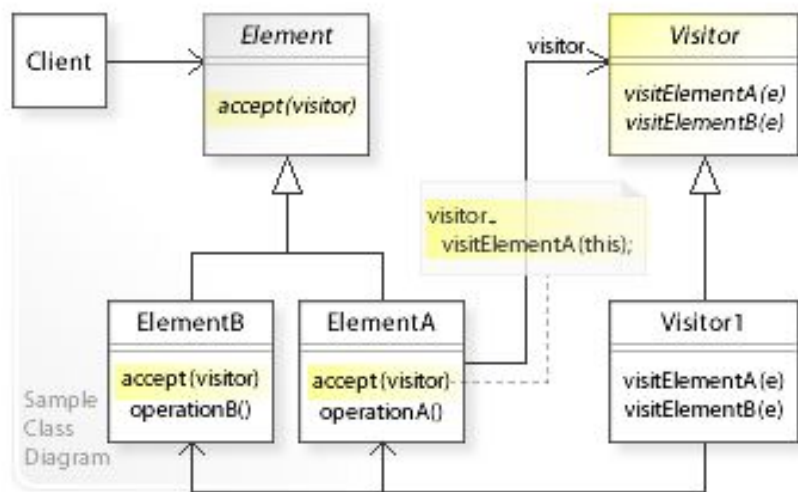 Client
Element
accept(visitor)
visitor
Visitor
visitElementA(e)
visitElementB(e)
visitor.
visitElementA(this);
ElementB
accept(visitor)
operationB()
ElementA
accept(visitor)
operationA()
Visitor1
visitElementA(e)
visitElementB(e)
Sample
Class
Diagram